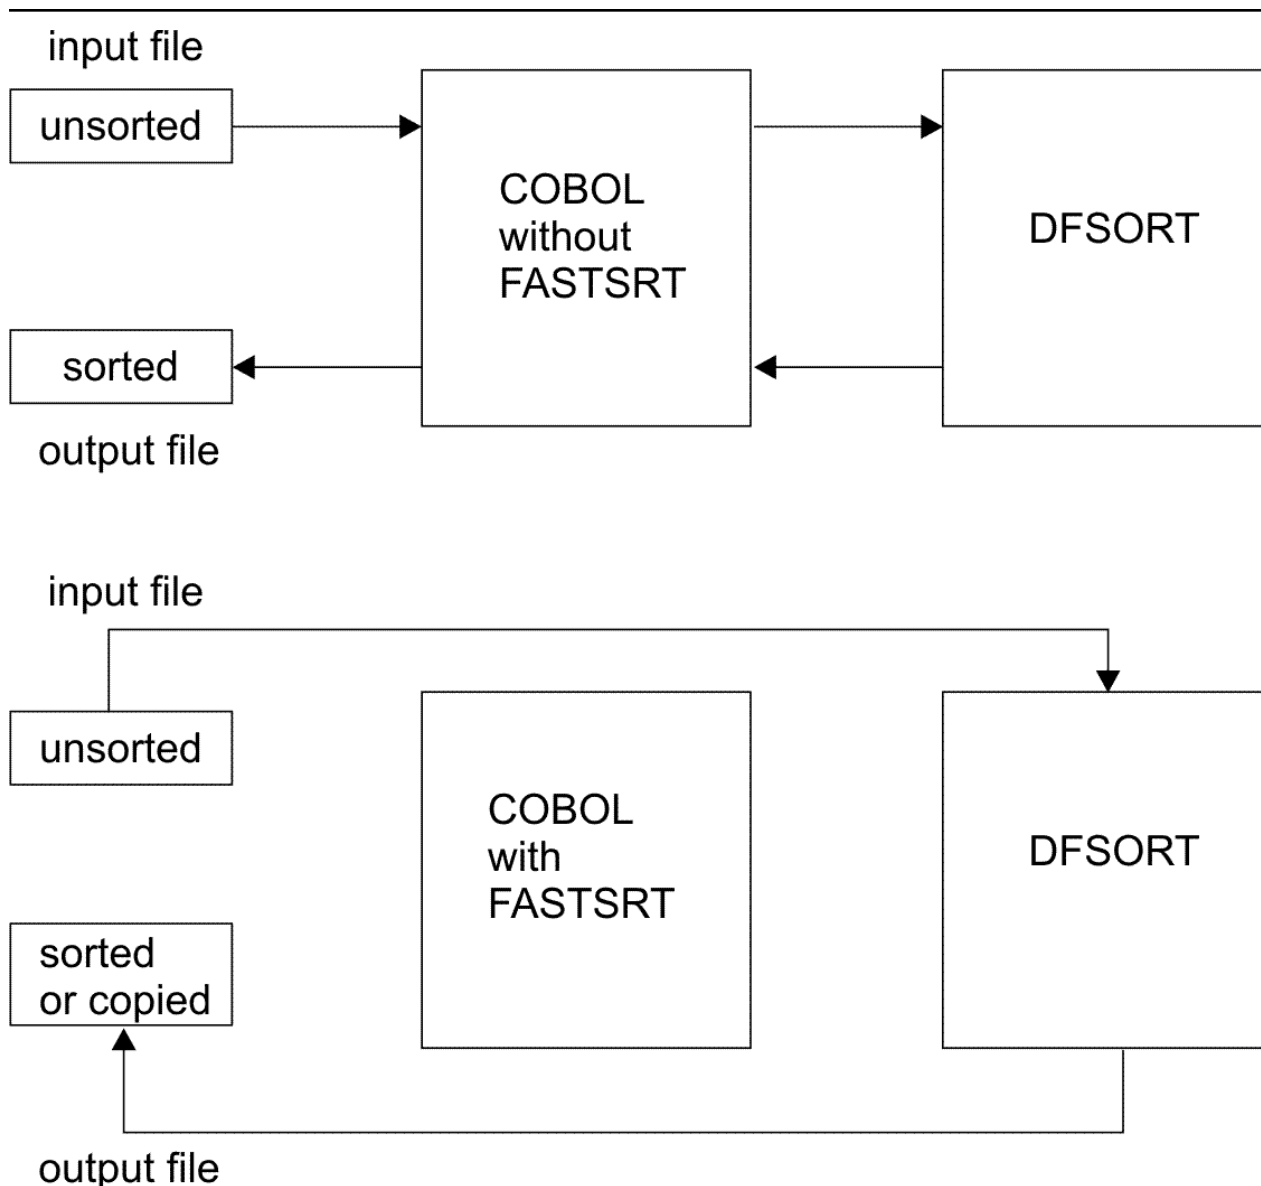 input file
unsorted
COBOL
without
FASTSRT
DFSORT
sorted
output file
input file
unsorted
COBOL
with
FASTSRT
DFSORT
sorted
or copied
output file